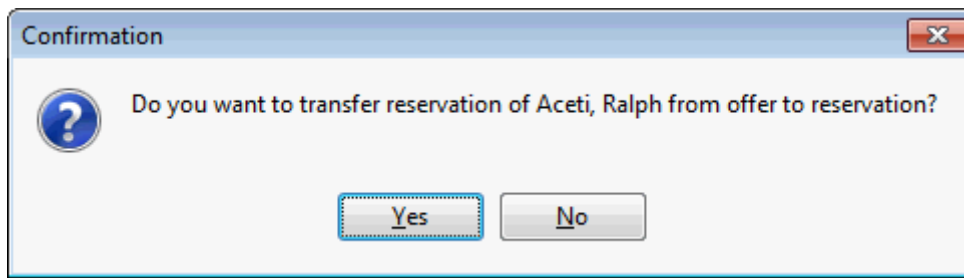 Confirmation
Do you want to transfer reservation of Aceti, Ralph from offer to reservation?
Yes
No